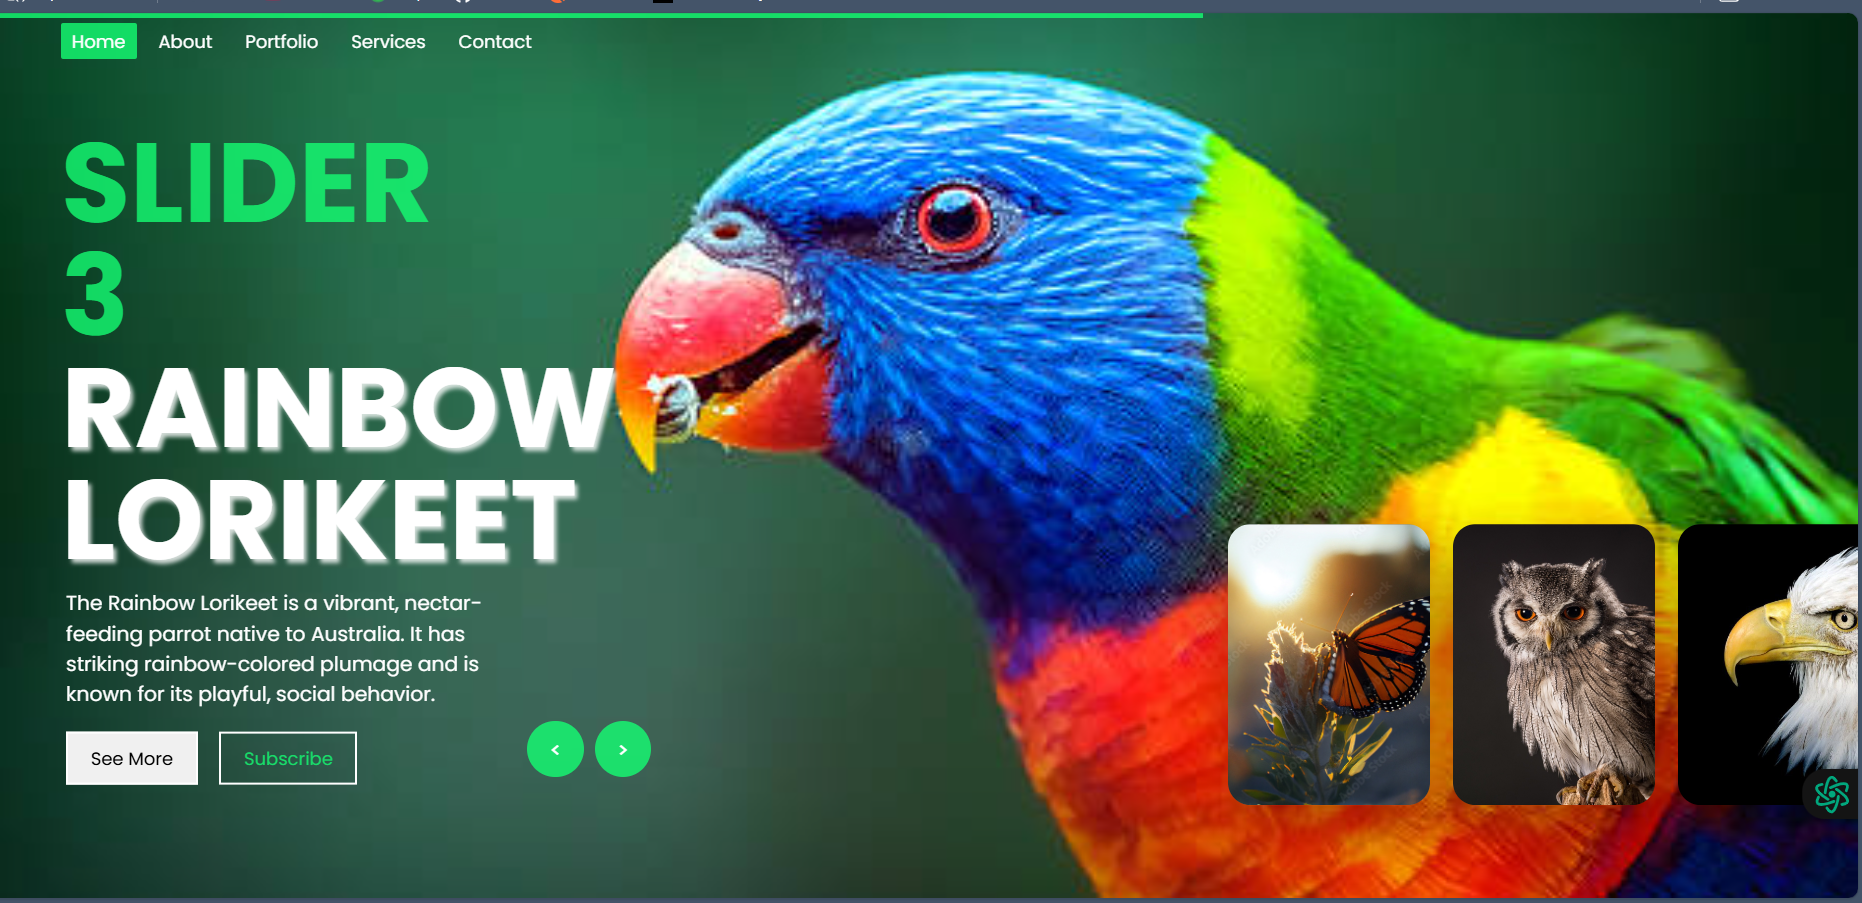 Home About Portfolio Services Contact
SLIDER
3
RAINBOW
LORIKEET
The Rainbow Lorikeet is a vibrant, nectar-
feeding parrot native to Australia. It has
striking rainbow-colored plumage and is
known for its playful, social behavior.
See More Subscribe < >